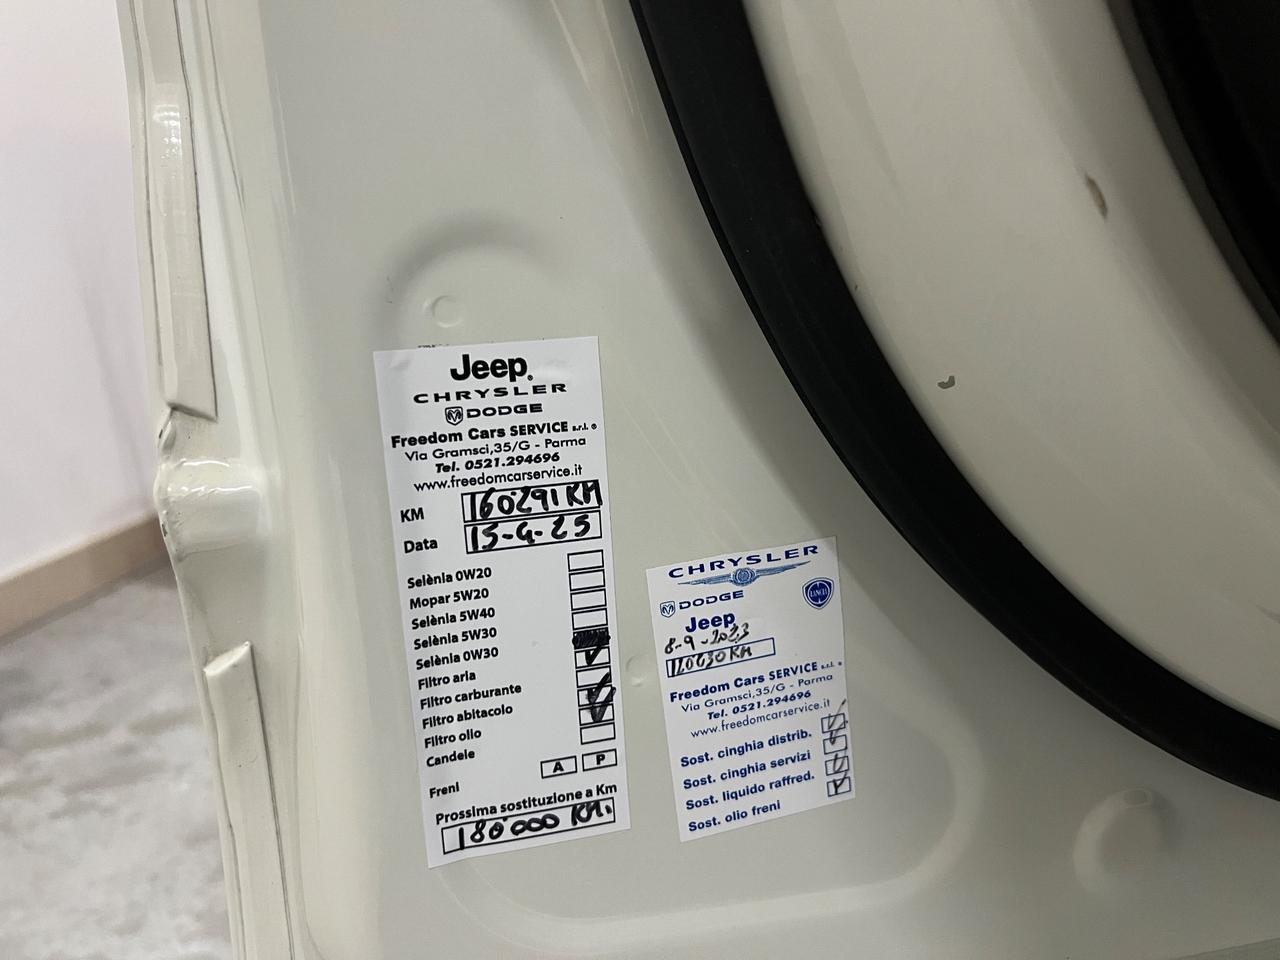 Jeep®
CHRYSLER
DODGE
Freedom Cars SERVICE s.r.l. ®
Via Gramsci,35/G - Parma
Tel. 0521.294696
www.freedomcarservice.it
KM 160291 KM
Data 15-4-25
Selènia 0W20
Mopar 5W20
Selènia 5W40
Selènia 5W30
Selènia 0W30
Filtro aria
Filtro carburante
Filtro abitacolo
Filtro olio
Candele
Freni A P
Prossima sostituzione a Km
180'000 KM.
CHRYSLER
DODGE
LANCIA
Jeep
8-9-2023
120630 KM
Freedom Cars SERVICE s.r.l. ®
Via Gramsci,35/G - Parma
Tel. 0521.294696
www.freedomcarservice.it
Sost. cinghia distrib.
Sost. cinghia servizi
Sost. liquido raffred.
Sost. olio freni